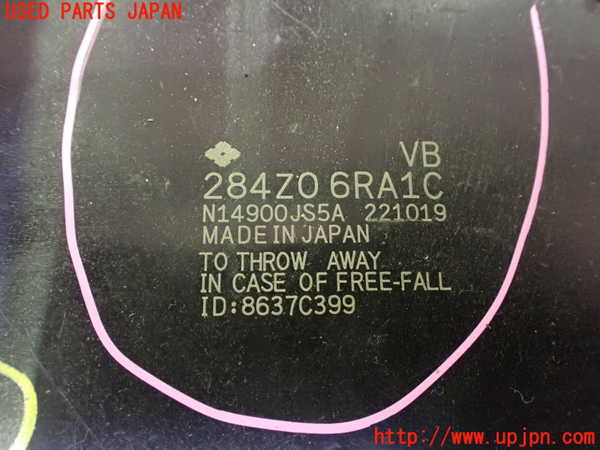 USED PARTS JAPAN
VB
284Z0 6RA1C
N14900JS5A 221019
MADE IN JAPAN
TO THROW AWAY
IN CASE OF FREE-FALL
ID:8637C399
http://www.upjpn.com/